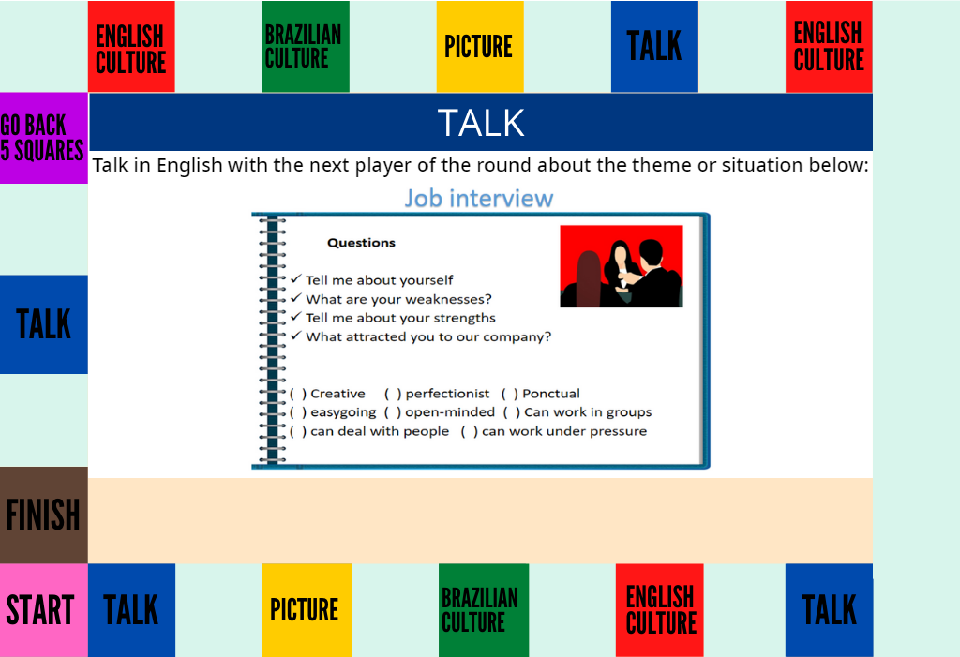 ENGLISH
CULTURE
BRAZILIAN
CULTURE
PICTURE
TALK
ENGLISH
CULTURE
GO BACK
5 SQUARES
TALK
Talk in English with the next player of the round about the theme or situation below:
Job interview
Questions
✓ Tell me about yourself
✓ What are your weaknesses?
✓ Tell me about your strengths
✓ What attracted you to our company?
( ) Creative ( ) perfectionist ( ) Ponctual
( ) easygoing ( ) open-minded ( ) Can work in groups
( ) can deal with people ( ) can work under pressure
TALK
FINISH
START
TALK
PICTURE
BRAZILIAN
CULTURE
ENGLISH
CULTURE
TALK